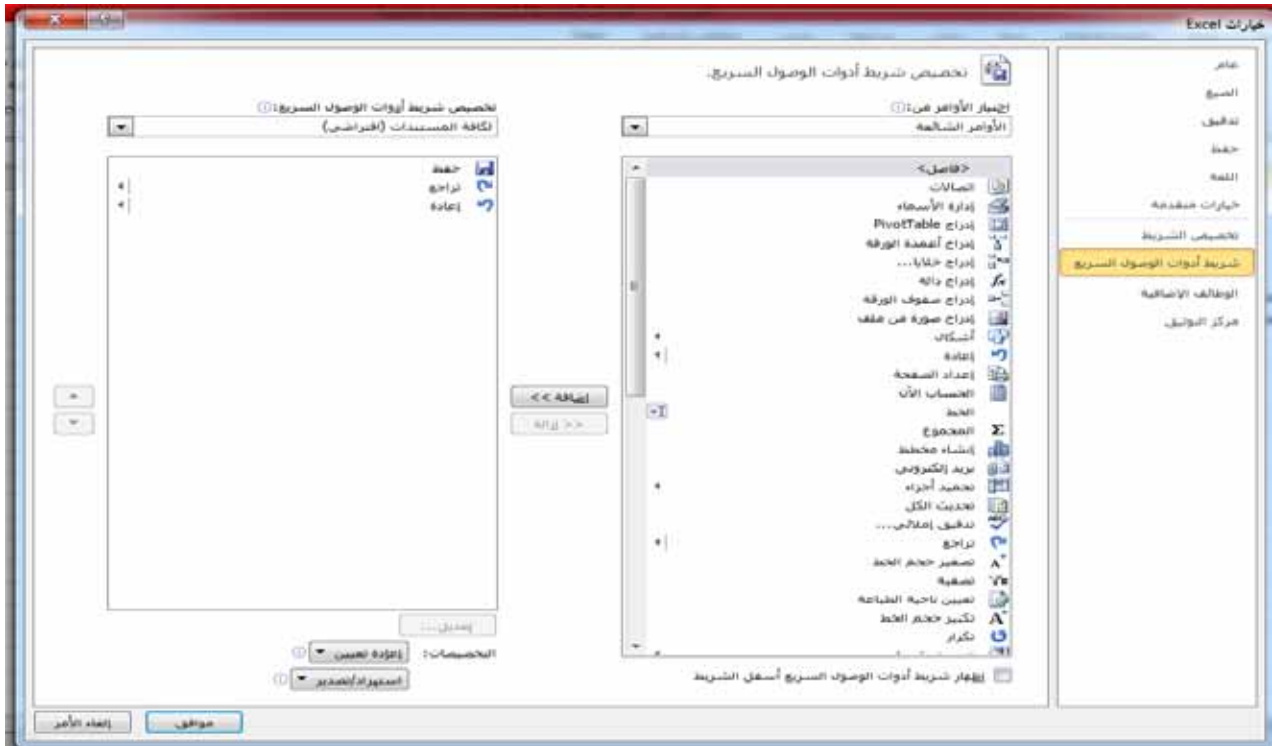 خيارات Excel
عام
الصيغ
تدقيق
حفظ
اللغة
خيارات متقدمة
تخصيص الشريط
شريط أدوات الوصول السريع
الوظائف الإضافية
مركز التوثيق
تخصيص شريط أدوات الوصول السريع.
اختيار الأوامر من:
الأوامر الشائعة
<فاصل>
اتصالات
إدارة الأسماء
إدراج PivotTable
إدراج أعمدة الورقة
إدراج خلايا...
إدراج دالة
إدراج صفوف الورقة
إدراج صورة من ملف
أشكال
إعادة
إعداد الصفحة
الحساب الآن
الخط
المجموع
إنشاء مخطط
بريد إلكتروني
تجميد أجزاء
تحديث الكل
تدقيق إملائي...
تراجع
تصغير حجم الخط
تصفية
تعيين ناحية الطباعة
تكبير حجم الخط
تكرار
إظهار شريط أدوات الوصول السريع أسفل الشريط
إضافة >>
<< إزالة
تخصيص شريط أدوات الوصول السريع:
لكافة المستندات (افتراضي)
حفظ
تراجع
إعادة
تعديل...
التخصيصات:
إعادة تعيين
استيراد/تصدير
موافق
إلغاء الأمر